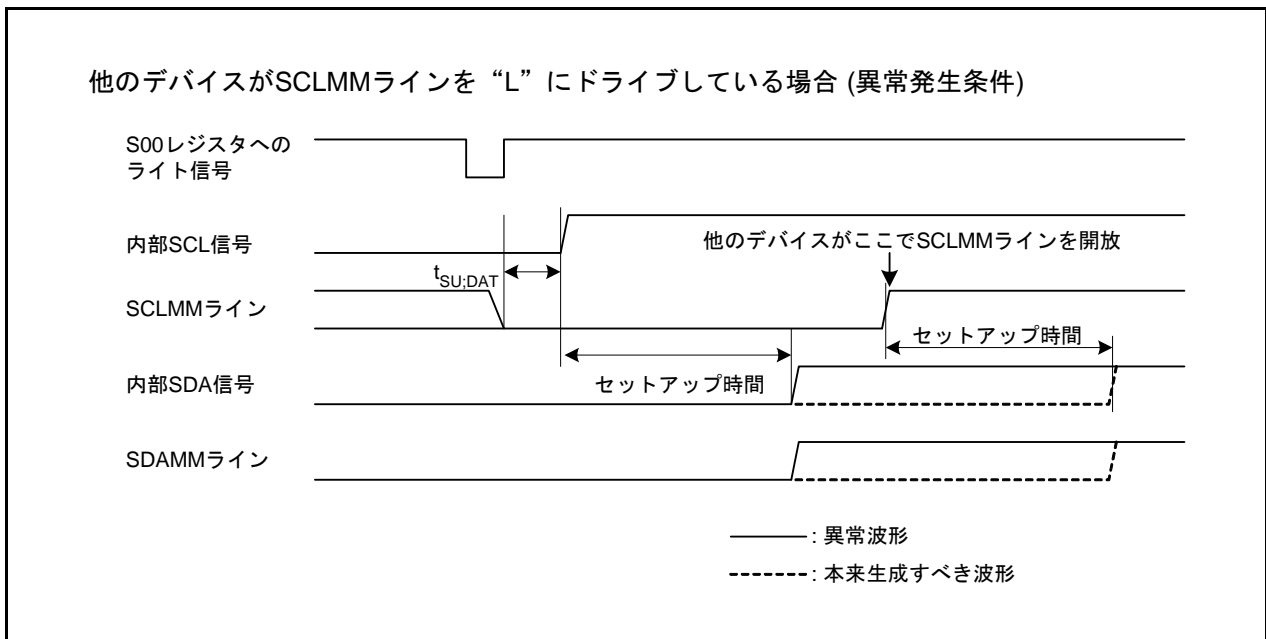 他のデバイスがSCLMMラインを“L”にドライブしている場合 (異常発生条件)
S00レジスタへの
ライト信号
内部SCL信号
他のデバイスがここでSCLMMラインを開放
tSU;DAT
SCLMMライン
セットアップ時間
内部SDA信号
セットアップ時間
SDAMMライン
: 異常波形
: 本来生成すべき波形